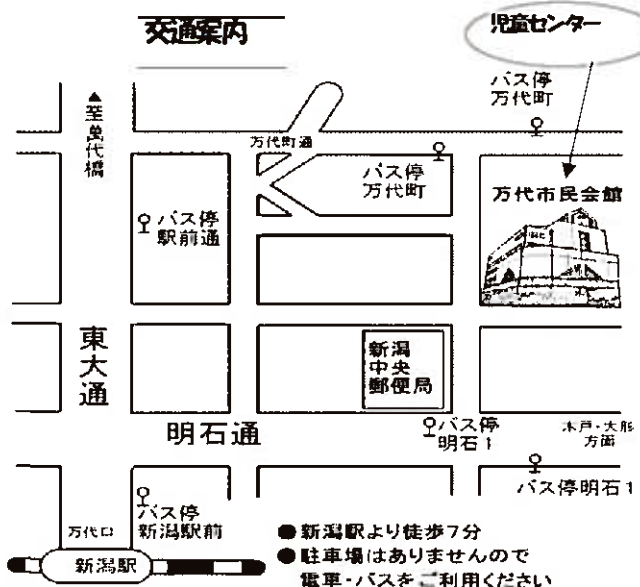 交通案内
児童センター
バス停
万代町
▲至萬代橋
万代町通
バス停
万代町
万代市民会館
バス停
駅前通
東大通
新潟
中央
郵便局
明石通
バス停
明石1
木戸・大形
方面
バス停明石1
バス停
新潟駅前
万代口
新潟駅
●新潟駅より徒歩7分
●駐車場はありませんので
電車・バスをご利用ください